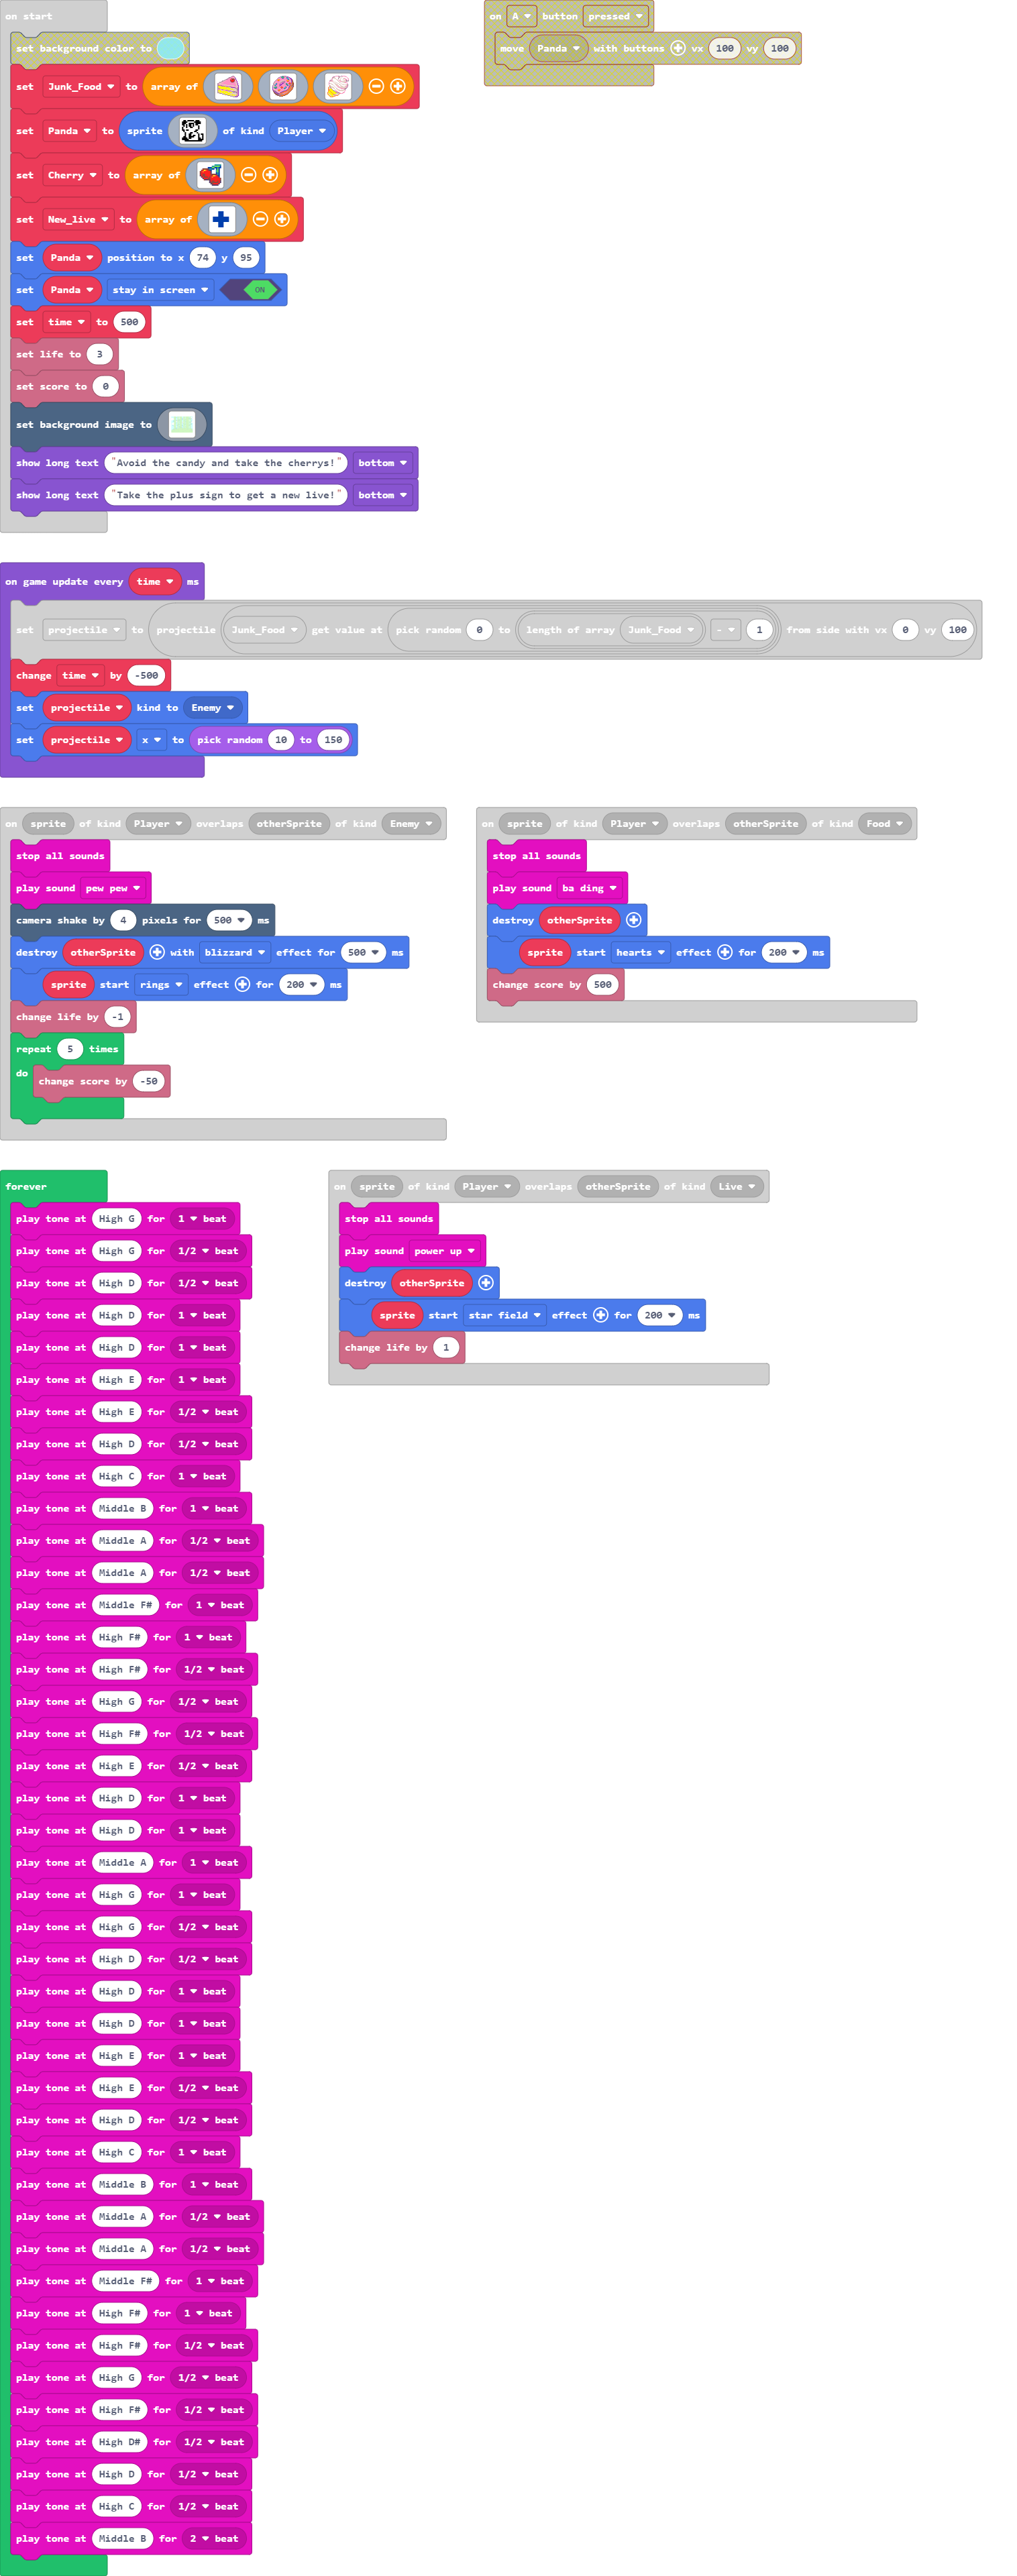 on start
set background color to
set Junk_Food to array of
set Panda to sprite of kind Player
set Cherry to array of
set New_live to array of
set Panda position to x 74 y 95
set Panda stay in screen ON
set time to 500
set life to 3
set score to 0
set background image to
show long text "Avoid the candy and take the cherrys!" bottom
show long text "Take the plus sign to get a new live!" bottom
on A button pressed
move Panda with buttons vx 100 vy 100
on game update every time ms
set projectile to projectile Junk_Food get value at pick random 0 to length of array Junk_Food - 1 from side with vx 0 vy 100
change time by -500
set projectile kind to Enemy
set projectile x to pick random 10 to 150
on sprite of kind Player overlaps otherSprite of kind Enemy
stop all sounds
play sound pew pew
camera shake by 4 pixels for 500 ms
destroy otherSprite with blizzard effect for 500 ms
sprite start rings effect for 200 ms
change life by -1
repeat 5 times
do change score by -50
on sprite of kind Player overlaps otherSprite of kind Food
stop all sounds
play sound ba ding
destroy otherSprite
sprite start hearts effect for 200 ms
change score by 500
forever
play tone at High G for 1 beat
play tone at High G for 1/2 beat
play tone at High D for 1/2 beat
play tone at High D for 1 beat
play tone at High D for 1 beat
play tone at High E for 1 beat
play tone at High E for 1/2 beat
play tone at High D for 1/2 beat
play tone at High C for 1 beat
play tone at Middle B for 1 beat
play tone at Middle A for 1/2 beat
play tone at Middle A for 1/2 beat
play tone at Middle F# for 1 beat
play tone at High F# for 1 beat
play tone at High F# for 1/2 beat
play tone at High G for 1/2 beat
play tone at High F# for 1/2 beat
play tone at High E for 1/2 beat
play tone at High D for 1 beat
play tone at High D for 1 beat
play tone at Middle A for 1 beat
play tone at High G for 1 beat
play tone at High G for 1/2 beat
play tone at High D for 1/2 beat
play tone at High D for 1 beat
play tone at High D for 1 beat
play tone at High E for 1 beat
play tone at High E for 1/2 beat
play tone at High D for 1/2 beat
play tone at High C for 1 beat
play tone at Middle B for 1 beat
play tone at Middle A for 1/2 beat
play tone at Middle A for 1/2 beat
play tone at Middle F# for 1 beat
play tone at High F# for 1 beat
play tone at High F# for 1/2 beat
play tone at High G for 1/2 beat
play tone at High F# for 1/2 beat
play tone at High D# for 1/2 beat
play tone at High D for 1/2 beat
play tone at High C for 1/2 beat
play tone at Middle B for 2 beat
on sprite of kind Player overlaps otherSprite of kind Live
stop all sounds
play sound power up
destroy otherSprite
sprite start star field effect for 200 ms
change life by 1